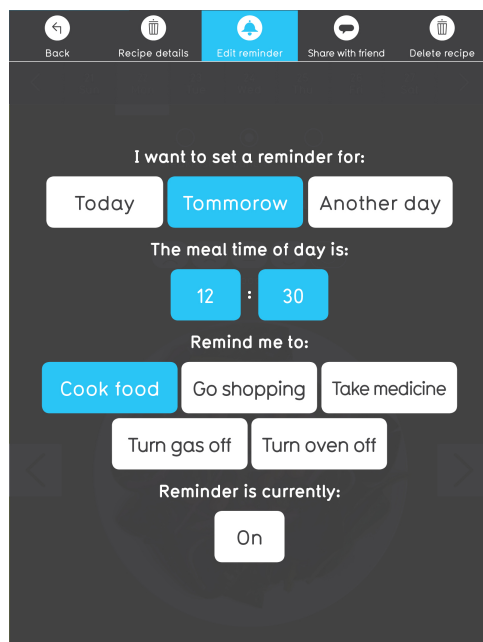 Back Recipe details Edit reminder Share with friend Delete recipe
I want to set a reminder for:
Today Tommorow Another day
The meal time of day is:
12 : 30
Remind me to:
Cook food Go shopping Take medicine
Turn gas off Turn oven off
Reminder is currently:
On